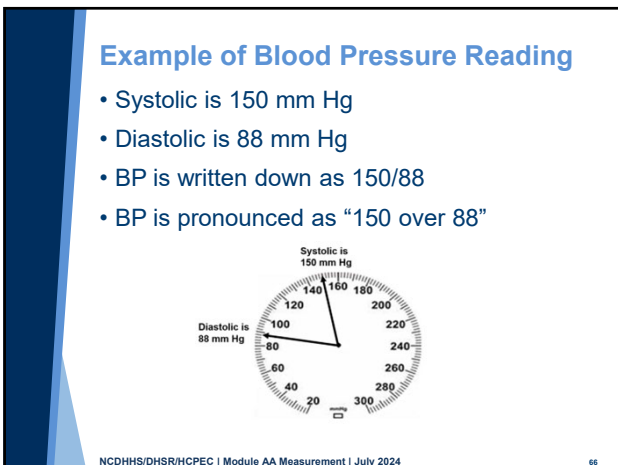 Example of Blood Pressure Reading
• Systolic is 150 mm Hg
• Diastolic is 88 mm Hg
• BP is written down as 150/88
• BP is pronounced as “150 over 88”
Systolic is
150 mm Hg
Diastolic is
88 mm Hg
20
40
60
80
100
120
140
160
180
200
220
240
260
280
300
mmHg
NCDHHS/DHSR/HCPEC | Module AA Measurement | July 2024
66